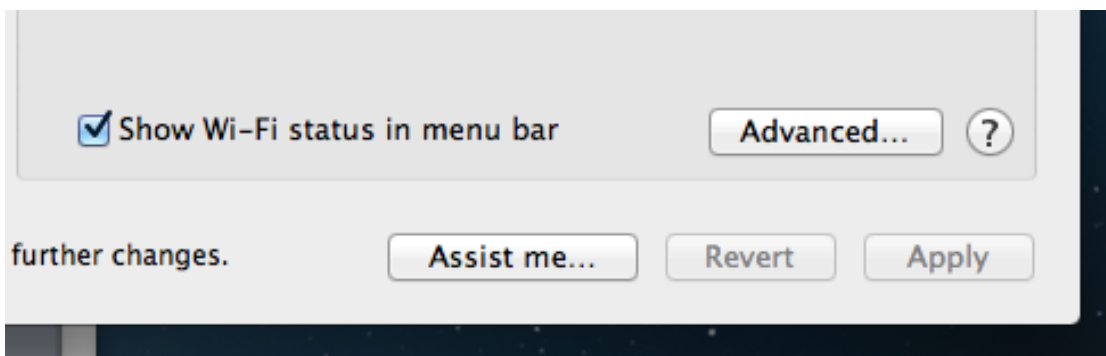 Show Wi-Fi status in menu bar Advanced... ?
further changes. Assist me... Revert Apply